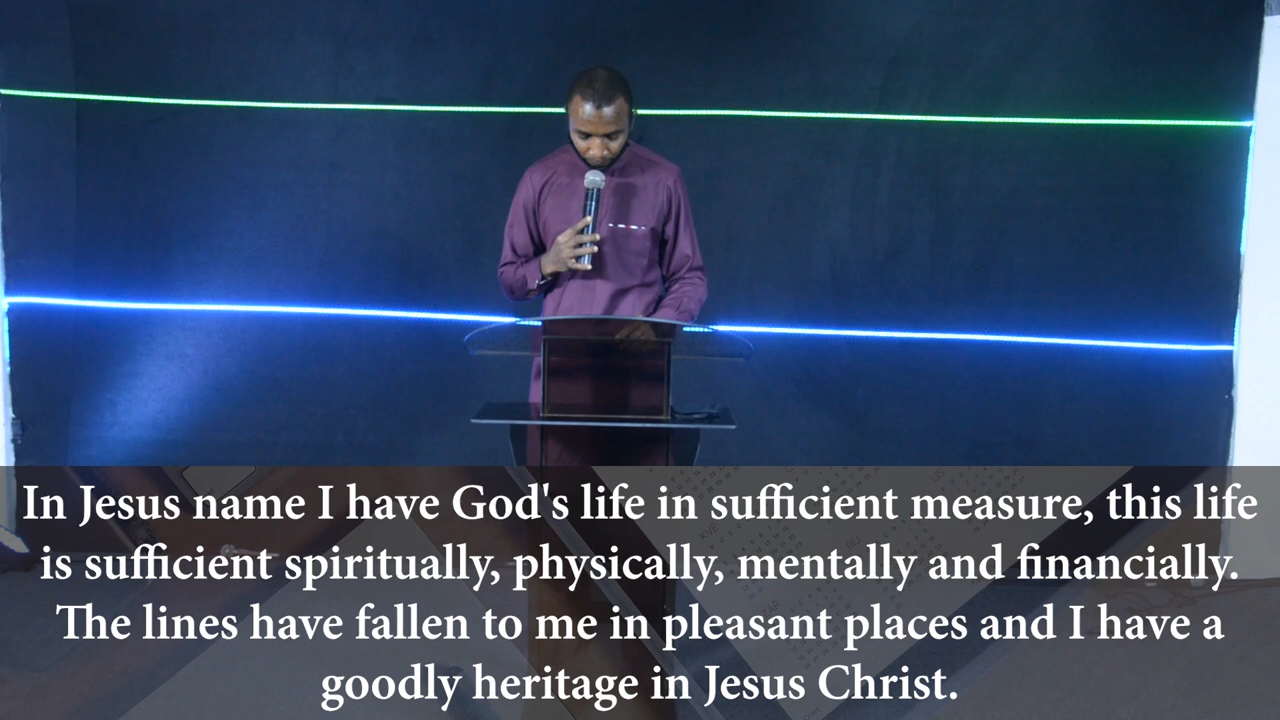 In Jesus name I have God's life in sufficient measure, this life
is sufficient spiritually, physically, mentally and financially.
The lines have fallen to me in pleasant places and I have a
goodly heritage in Jesus Christ.